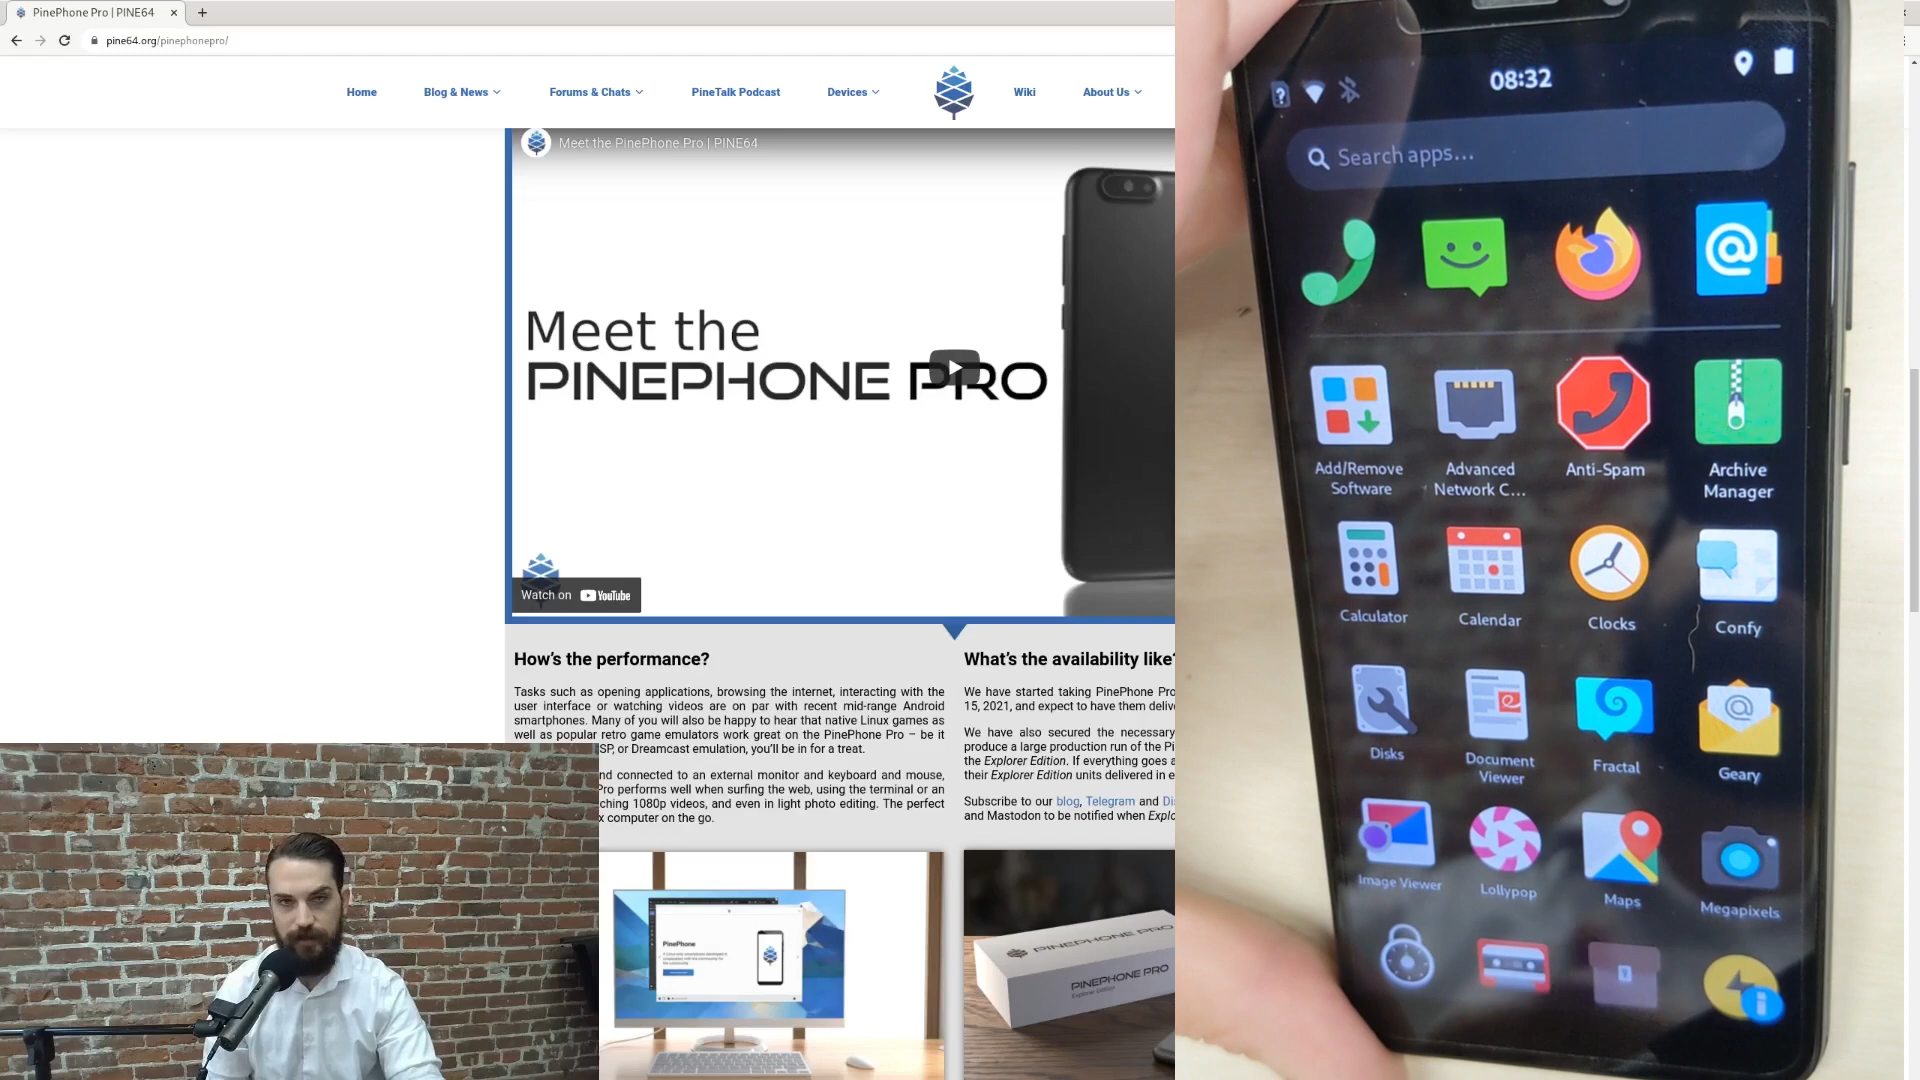 PinePhone Pro | PINE64
pine64.org/pinephonepro/
Home
Blog & News
Forums & Chats
PineTalk Podcast
Devices
Wiki
About Us
Meet the PinePhone Pro | PINE64
Meet the
PINEPHONE PRO
Watch on YouTube
How's the performance?
Tasks such as opening applications, browsing the internet, interacting with the
user interface or watching videos are on par with recent mid-range Android
smartphones. Many of you will also be happy to hear that native Linux games as
well as popular retro game emulators work great on the PinePhone Pro – be it
SP, or Dreamcast emulation, you'll be in for a treat.
nd connected to an external monitor and keyboard and mouse,
Pro performs well when surfing the web, using the terminal or an
ching 1080p videos, and even in light photo editing. The perfect
x computer on the go.
What's the availability like?
We have started taking PinePhone Pro
15, 2021, and expect to have them deliv
We have also secured the necessary
produce a large production run of the Pi
the Explorer Edition. If everything goes a
their Explorer Edition units delivered in e
Subscribe to our blog, Telegram and Di
and Mastodon to be notified when Explo
PinePhone
PINEPHONE PRO
PINEPHONE PRO
Explorer Edition
08:32
Search apps...
Add/Remove
Software
Advanced
Network C...
Anti-Spam
Archive
Manager
Calculator
Calendar
Clocks
Confy
Disks
Document
Viewer
Fractal
Geary
Image Viewer
Lollypop
Maps
Megapixels